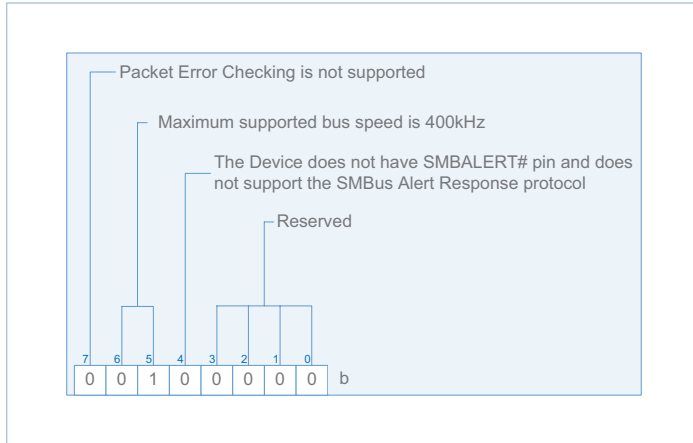 Packet Error Checking is not supported
Maximum supported bus speed is 400kHz
The Device does not have SMBALERT# pin and does
not support the SMBus Alert Response protocol
Reserved
7 6 5 4 3 2 1 0
0 0 1 0 0 0 0 0 b